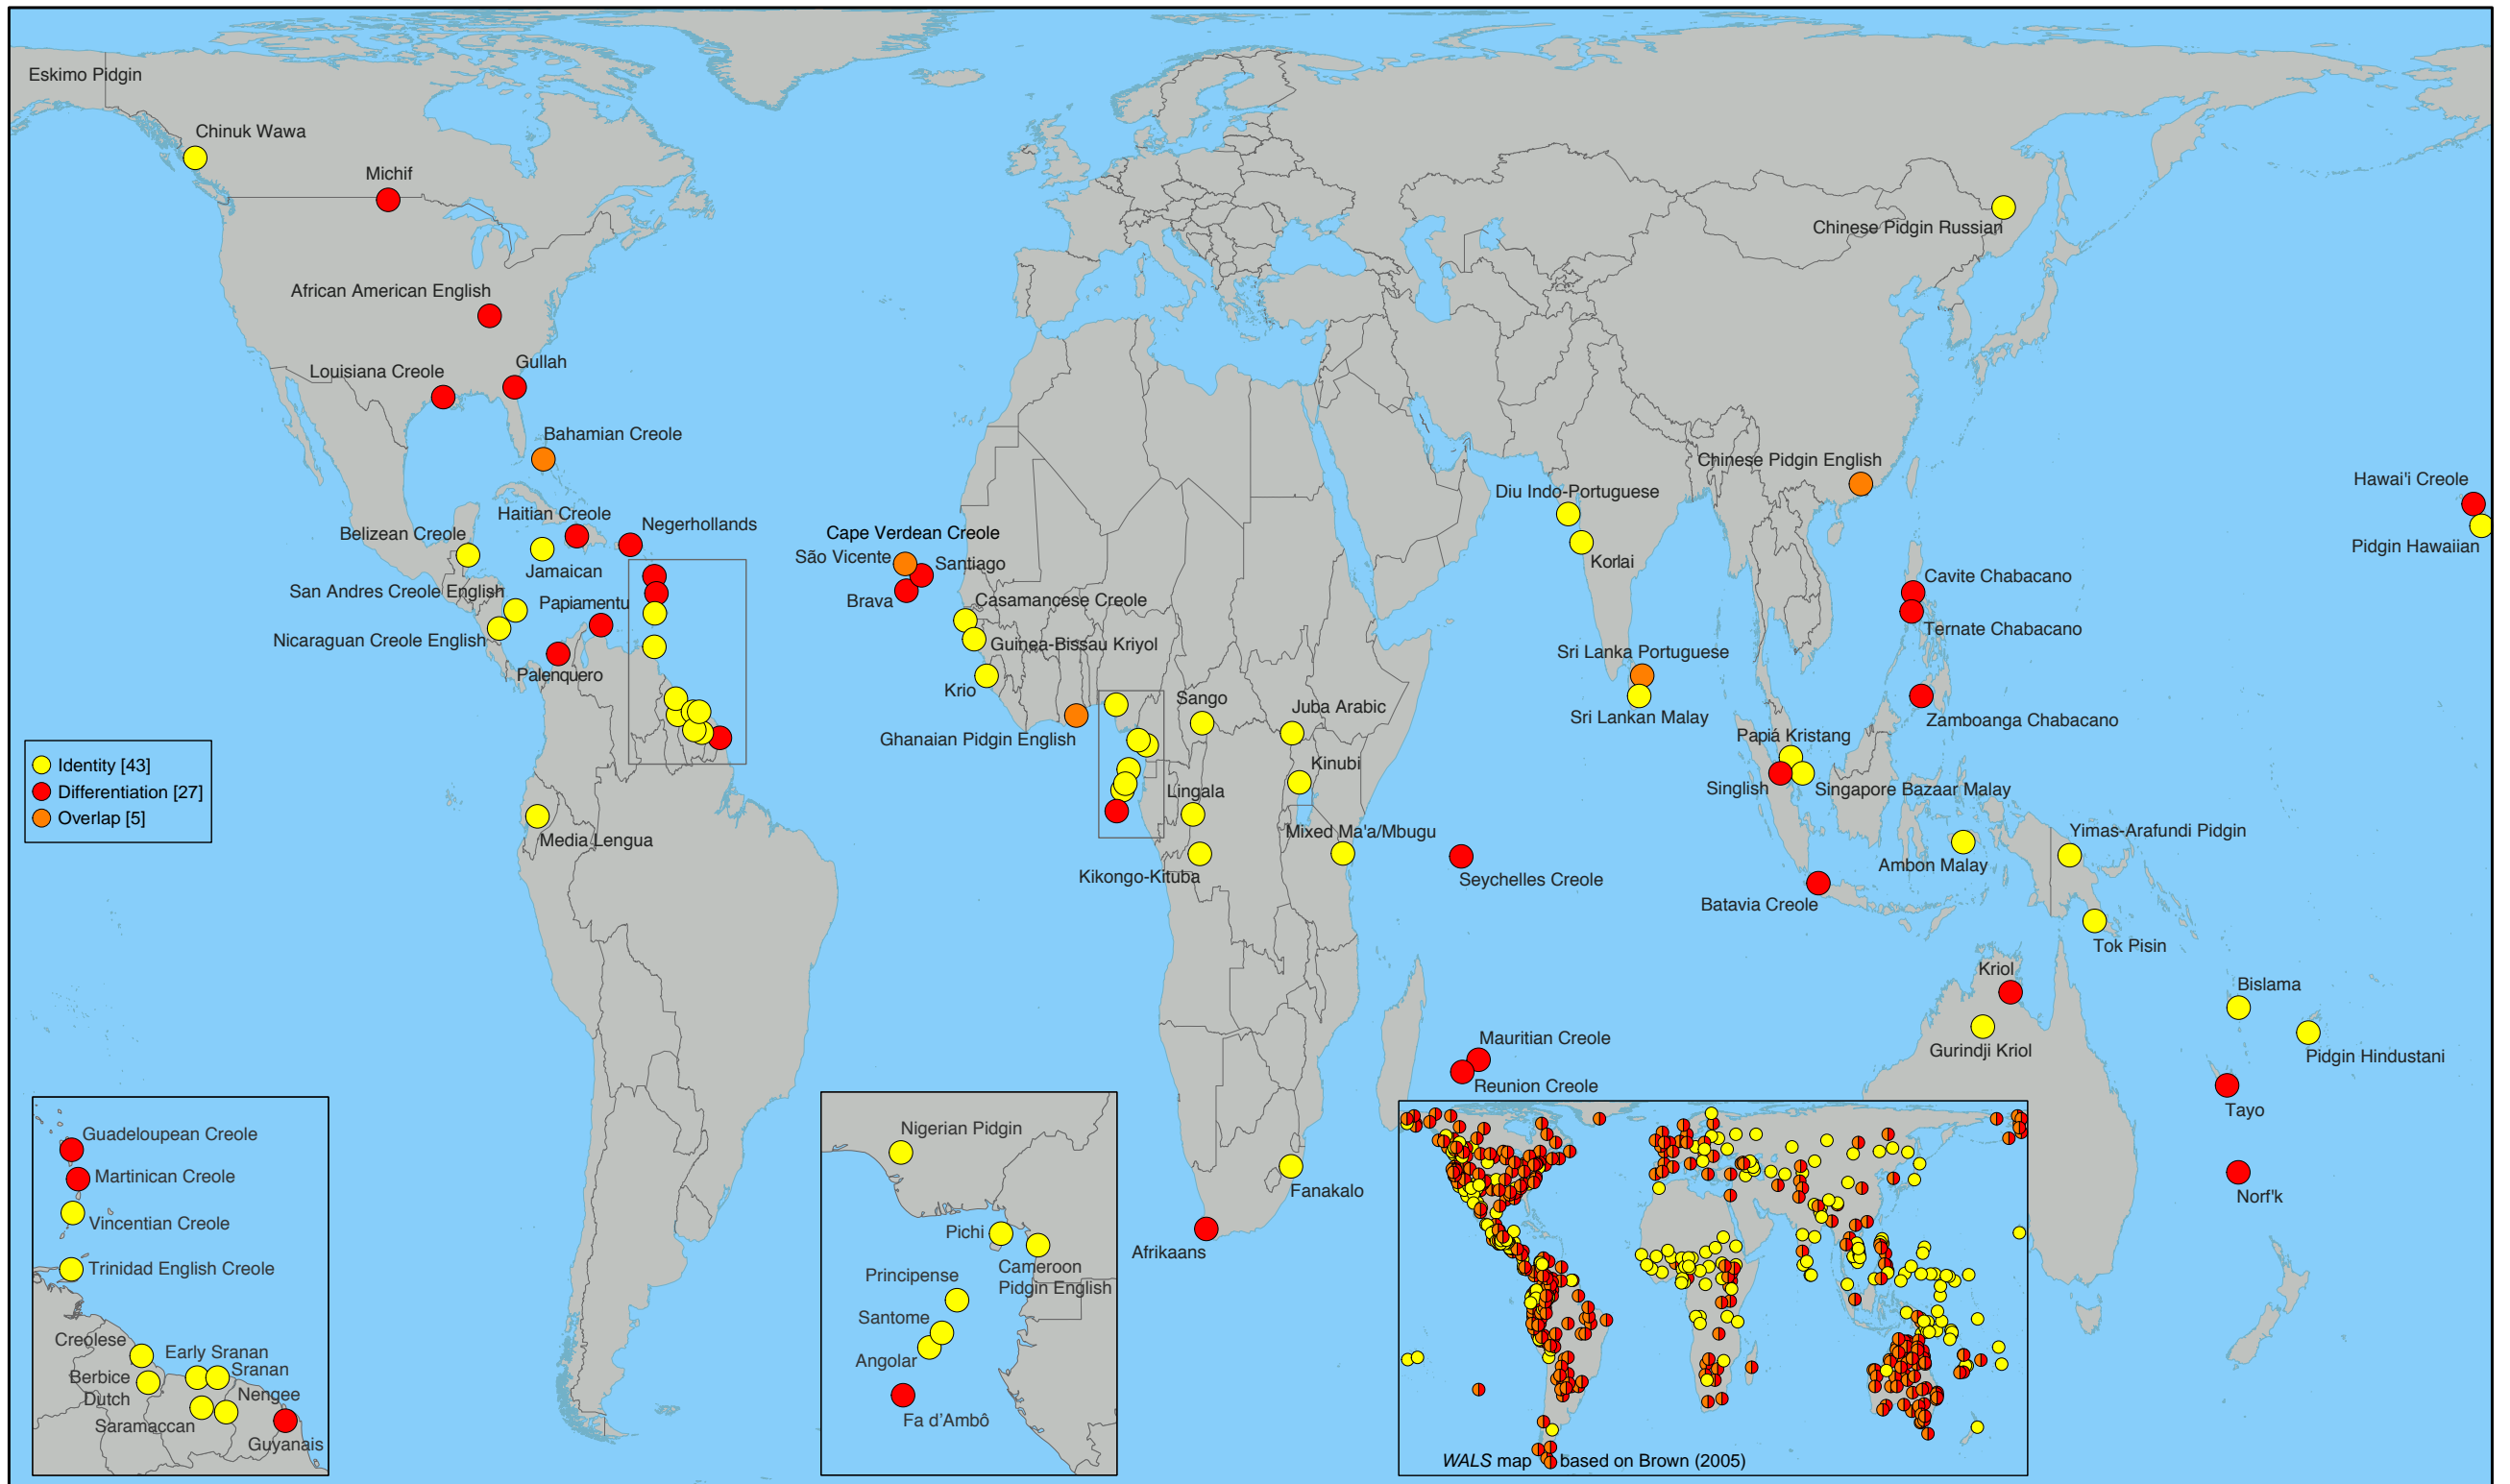 Eskimo Pidgin
Chinuk Wawa
Michif
Chinese Pidgin Russian
African American English
Gullah
Louisiana Creole
Bahamian Creole
Chinese Pidgin English
Hawai'i Creole
Diu Indo-Portuguese
Haitian Creole
Negerhollands
Belizean Creole
Cape Verdean Creole
São Vicente
Santiago
Brava
Pidgin Hawaiian
Korlai
Jamaican
Cavite Chabacano
San Andres Creole English
Papiamentu
Casamancese Creole
Ternate Chabacano
Nicaraguan Creole English
Guinea-Bissau Kriyol
Sri Lanka Portuguese
Palenquero
Krio
Sango
Juba Arabic
Sri Lankan Malay
Zamboanga Chabacano
Ghanaian Pidgin English
Papiá Kristang
Kinubi
Identity [43]
Differentiation [27]
Overlap [5]
Lingala
Singlish
Singapore Bazaar Malay
Media Lengua
Mixed Ma'a/Mbugu
Yimas-Arafundi Pidgin
Ambon Malay
Kikongo-Kituba
Seychelles Creole
Batavia Creole
Tok Pisin
Kriol
Bislama
Mauritian Creole
Gurindji Kriol
Pidgin Hindustani
Reunion Creole
Tayo
Fanakalo
Norf'k
Afrikaans
Guadeloupean Creole
Martinican Creole
Vincentian Creole
Trinidad English Creole
Creolese
Early Sranan
Sranan
Berbice
Dutch
Nengee
Saramaccan
Guyanais
Nigerian Pidgin
Pichi
Cameroon
Pidgin English
Principense
Santome
Angolar
Fa d'Ambô
WALS map based on Brown (2005)